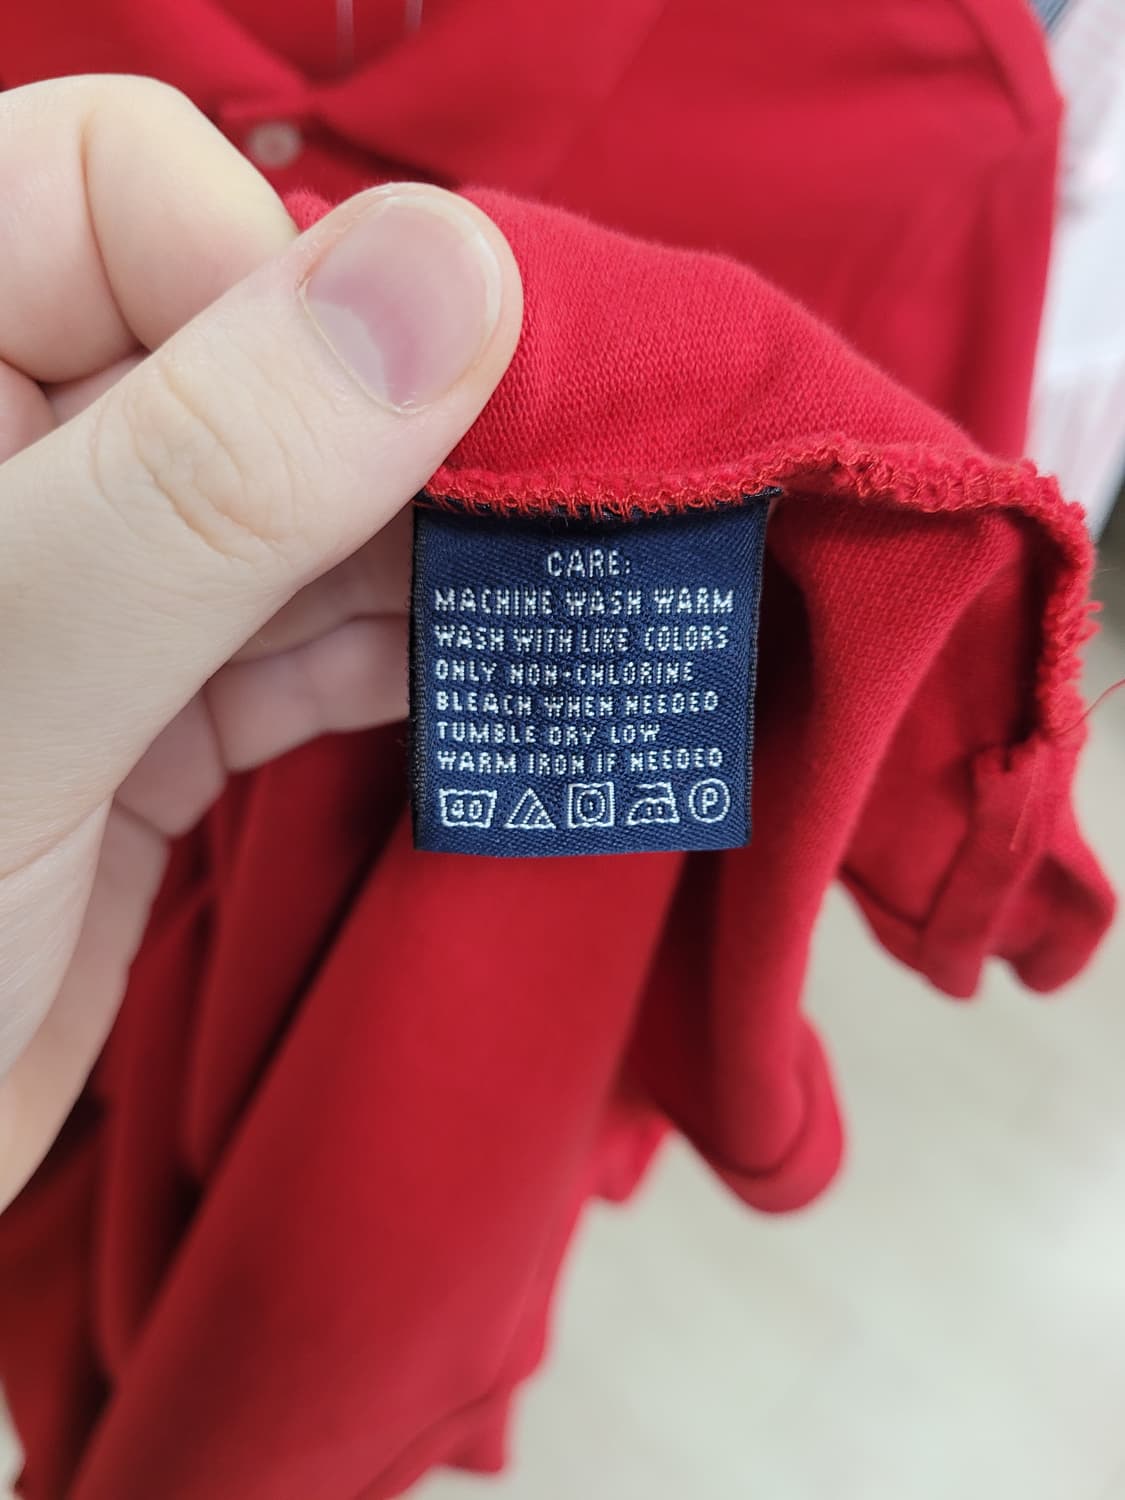 CARE:
MACHINE WASH WARM
WASH WITH LIKE COLORS
ONLY NON-CHLORINE
BLEACH WHEN NEEDED
TUMBLE DRY LOW
WARM IRON IF NEEDED
40 P